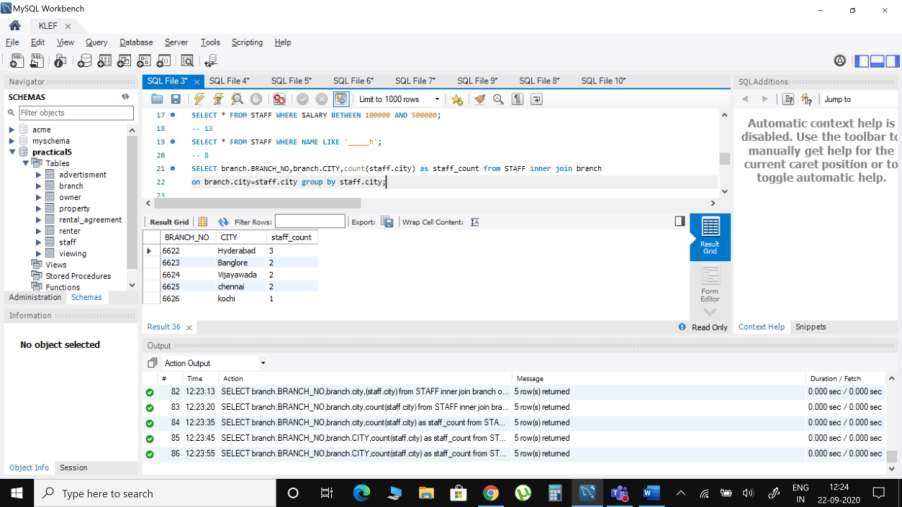 MySQL Workbench
KLEF
File Edit View Query Database Server Tools Scripting Help
Navigator
SCHEMAS
Filter objects
acme
myschema
practical5
Tables
advertisment
branch
owner
property
rental_agreement
renter
staff
viewing
Views
Stored Procedures
Functions
Administration Schemas
Information
No object selected
Object Info Session
SQL File 3* SQL File 4* SQL File 5* SQL File 6* SQL File 7* SQL File 9* SQL File 8* SQL File 10*
Limit to 1000 rows
17 SELECT * FROM STAFF WHERE SALARY BETWEEN 100000 AND 500000;
18 -- 13
19 SELECT * FROM STAFF WHERE NAME LIKE '_____h';
20 -- 8
21 SELECT branch.BRANCH_NO,branch.CITY,count(staff.city) as staff_count from STAFF inner join branch
22 on branch.city=staff.city group by staff.city;
23
Result Grid Filter Rows: Export: Wrap Cell Content:
BRANCH_NO CITY staff_count
6622 Hyderabad 3
6623 Banglore 2
6624 Vijayawada 2
6625 chennai 2
6626 kochi 1
Result Grid
Form Editor
Result 36 Read Only
SQLAdditions
Jump to
Automatic context help is
disabled. Use the toolbar to
manually get help for the
current caret position or to
toggle automatic help.
Context Help Snippets
Output
Action Output
# Time Action Message Duration / Fetch
82 12:23:13 SELECT branch.BRANCH_NO,branch.city,(staff.city) from STAFF inner join branch o... 5 row(s) returned 0.000 sec / 0.000 sec
83 12:23:20 SELECT branch.BRANCH_NO,branch.city,count(staff.city) from STAFF inner join bra... 5 row(s) returned 0.000 sec / 0.000 sec
84 12:23:35 SELECT branch.BRANCH_NO,branch.city,count(staff.city) as staff_count from STA... 5 row(s) returned 0.000 sec / 0.000 sec
85 12:23:45 SELECT branch.BRANCH_NO,branch.CITY,count(staff.city) as staff_count from ST... 5 row(s) returned 0.000 sec / 0.000 sec
86 12:23:55 SELECT branch.BRANCH_NO,branch.CITY,count(staff.city) as staff_count from ST... 5 row(s) returned 0.000 sec / 0.000 sec
Type here to search
ENG
IN
12:24
22-09-2020